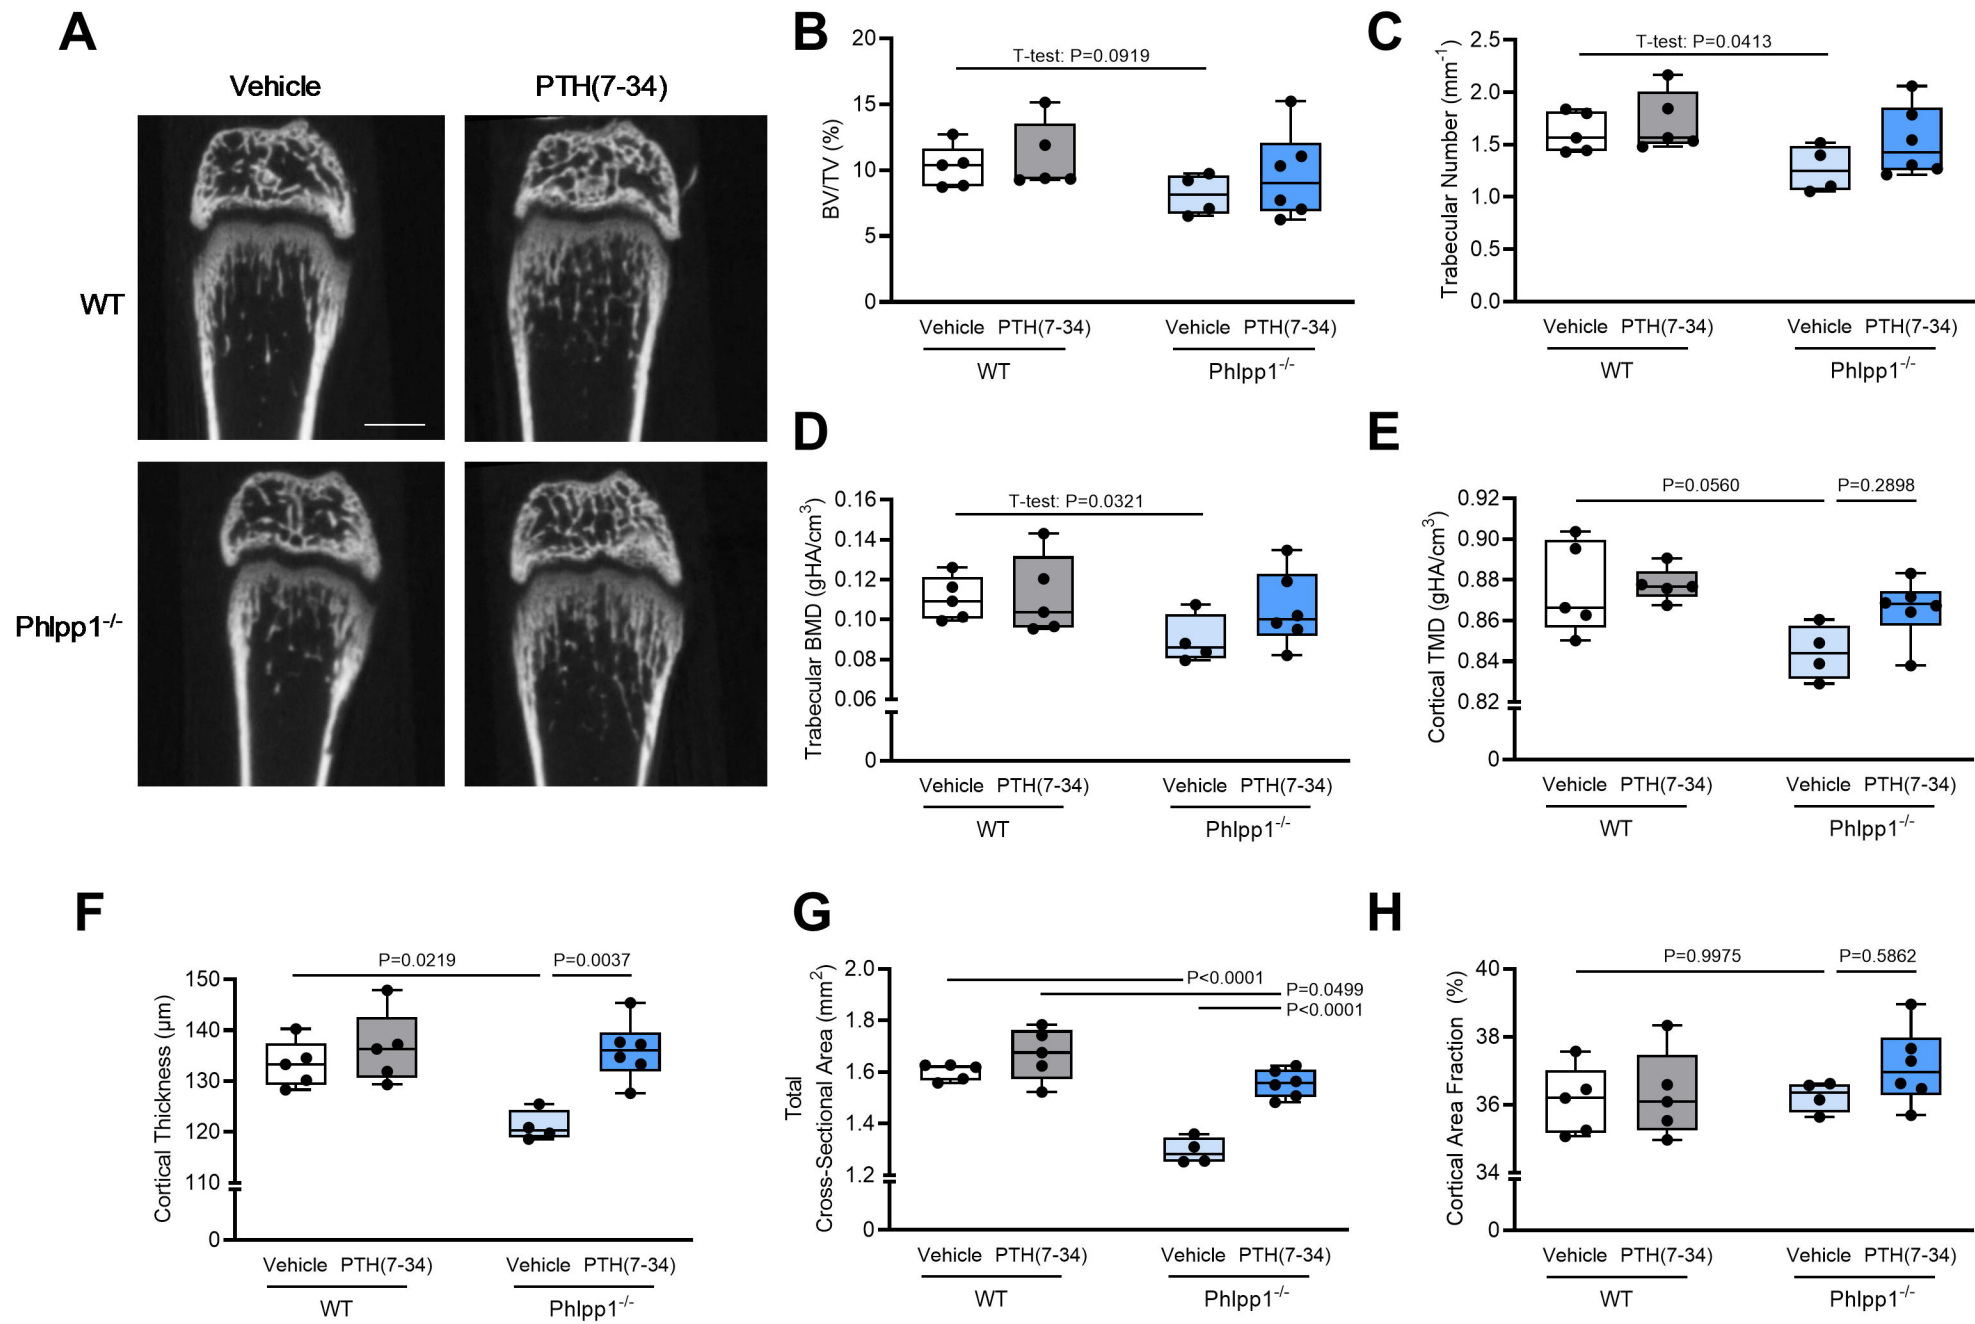 A
Vehicle PTH(7-34)
WT
Phlpp1-/-
B
T-test: P=0.0919
BV/TV (%)
20
15
10
5
0
Vehicle PTH(7-34) Vehicle PTH(7-34)
WT Phlpp1-/-
C
T-test: P=0.0413
Trabecular Number (mm-1)
2.5
2.0
1.5
1.0
0.5
0.0
Vehicle PTH(7-34) Vehicle PTH(7-34)
WT Phlpp1-/-
D
T-test: P=0.0321
Trabecular BMD (gHA/cm3)
0.16
0.14
0.12
0.10
0.08
0.06
0
Vehicle PTH(7-34) Vehicle PTH(7-34)
WT Phlpp1-/-
E
P=0.0560 P=0.2898
Cortical TMD (gHA/cm3)
0.92
0.90
0.88
0.86
0.84
0.82
0
Vehicle PTH(7-34) Vehicle PTH(7-34)
WT Phlpp1-/-
F
P=0.0219 P=0.0037
Cortical Thickness (µm)
150
140
130
120
110
0
Vehicle PTH(7-34) Vehicle PTH(7-34)
WT Phlpp1-/-
G
P<0.0001
P=0.0499
P<0.0001
Total
Cross-Sectional Area (mm2)
2.0
1.8
1.6
1.4
1.2
0
Vehicle PTH(7-34) Vehicle PTH(7-34)
WT Phlpp1-/-
H
P=0.9975 P=0.5862
Cortical Area Fraction (%)
40
38
36
34
0
Vehicle PTH(7-34) Vehicle PTH(7-34)
WT Phlpp1-/-